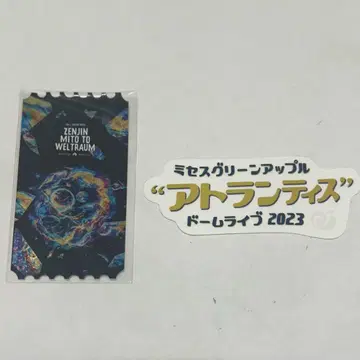 ZENJIN
MITO TO
WELTRAUM
ミセスグリーンアップル
“アトランティス”
ドームライブ 2023